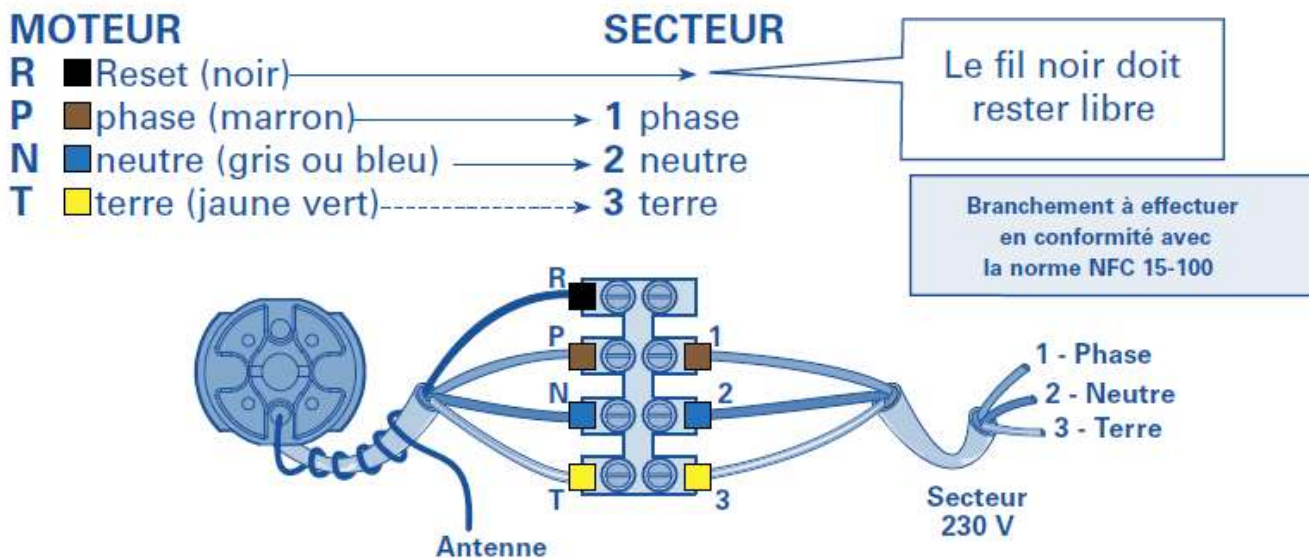 MOTEUR SECTEUR
R Reset (noir)
P phase (marron) 1 phase
N neutre (gris ou bleu) 2 neutre
T terre (jaune vert) 3 terre
Le fil noir doit
rester libre
Branchement à effectuer
en conformité avec
la norme NFC 15-100
R
P 1
N 2
T 3
1 - Phase
2 - Neutre
3 - Terre
Secteur
230 V
Antenne